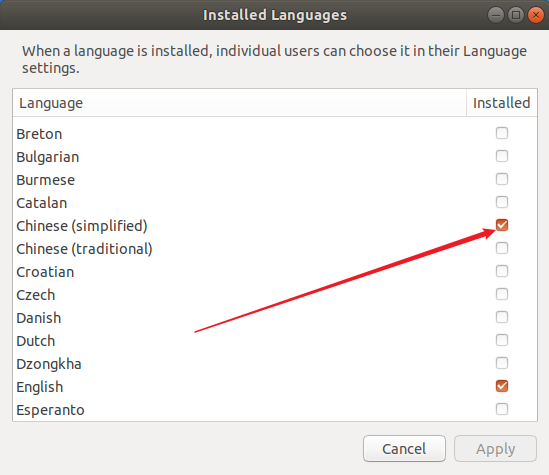 Installed Languages
When a language is installed, individual users can choose it in their Language
settings.
Language Installed
Breton
Bulgarian
Burmese
Catalan
Chinese (simplified)
Chinese (traditional)
Croatian
Czech
Danish
Dutch
Dzongkha
English
Esperanto
Cancel Apply